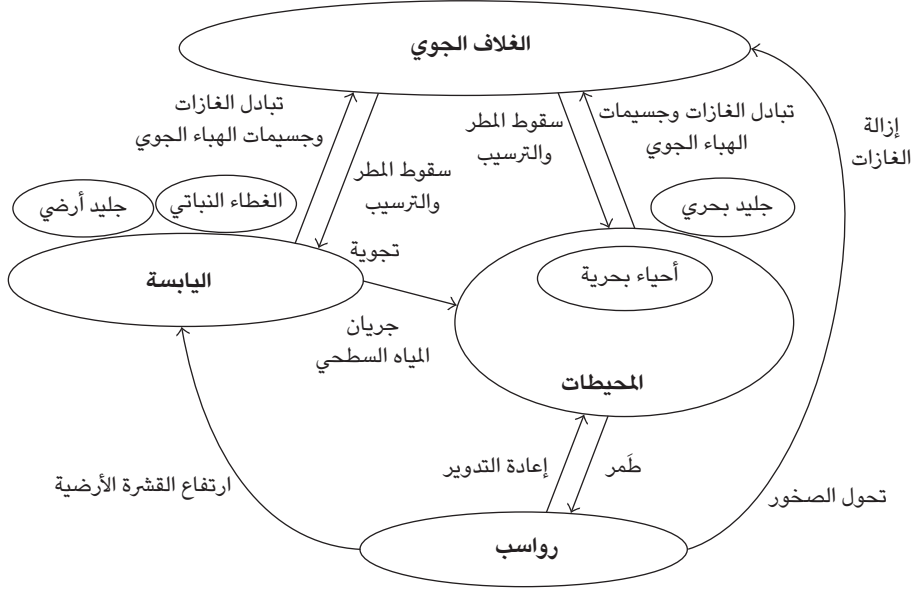 الغلاف الجوي
تبادل الغازات
وجسيمات الهباء الجوي
سقوط المطر
والترسيب
سقوط المطر
والترسيب
تبادل الغازات وجسيمات
الهباء الجوي
إزالة
الغازات
جليد أرضي
الغطاء النباتي
جليد بحري
تجوية
اليابسة
أحياء بحرية
جريان
المياه السطحي
المحيطات
ارتفاع القشرة الأرضية
إعادة التدوير
طَمر
تحول الصخور
رواسب